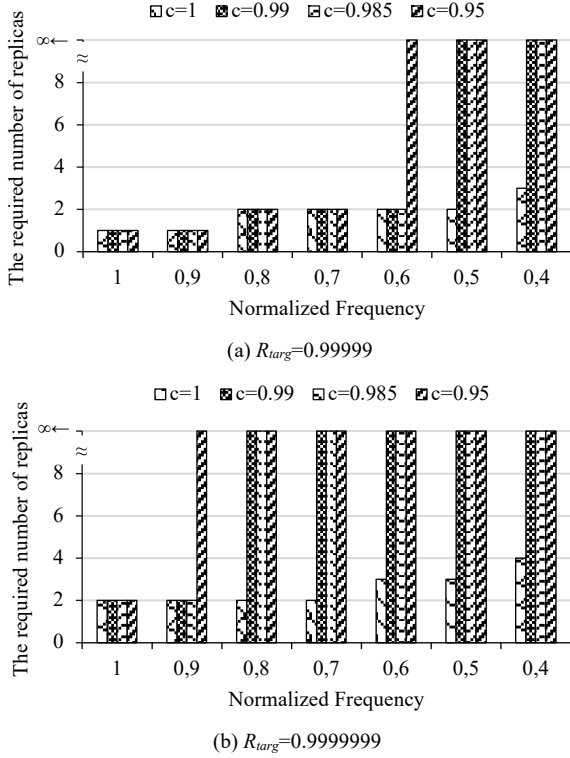 c=1 c=0.99 c=0.985 c=0.95
The required number of replicas
∞←
≈
8
6
4
2
0
1 0,9 0,8 0,7 0,6 0,5 0,4
Normalized Frequency
(a) Rtarg=0.99999
c=1 c=0.99 c=0.985 c=0.95
The required number of replicas
∞←
≈
8
6
4
2
0
1 0,9 0,8 0,7 0,6 0,5 0,4
Normalized Frequency
(b) Rtarg=0.9999999